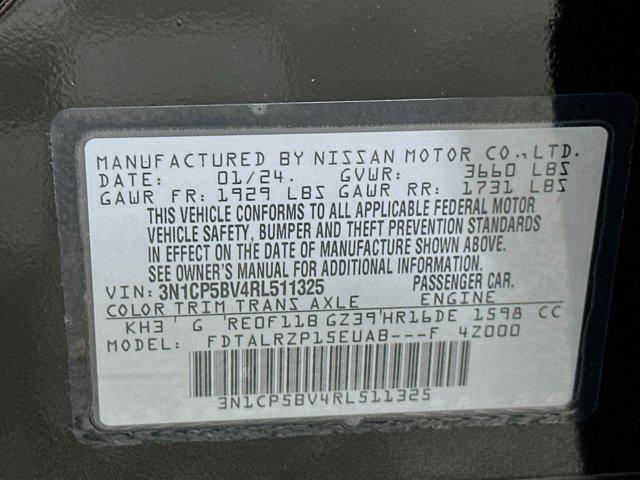 MANUFACTURED BY NISSAN MOTOR CO., LTD.
DATE: 01/24. GVWR: 3660 LBS
GAWR FR: 1929 LBS GAWR RR: 1731 LBS
THIS VEHICLE CONFORMS TO ALL APPLICABLE FEDERAL MOTOR
VEHICLE SAFETY, BUMPER AND THEFT PREVENTION STANDARDS
IN EFFECT ON THE DATE OF MANUFACTURE SHOWN ABOVE.
SEE OWNER'S MANUAL FOR ADDITIONAL INFORMATION.
VIN: 3N1CP5BV4RL511325 PASSENGER CAR.
COLOR TRIM TRANS AXLE ENGINE
KH3 G RE0F11B GZ39 HR16DE 1598 CC
MODEL: FDTALRZP15EUAB---F 4Z000
3N1CP5BV4RL511325